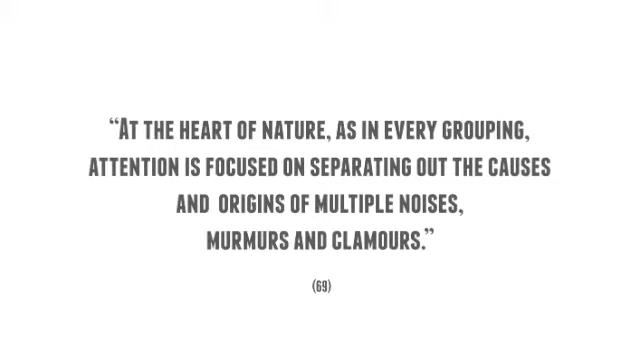 “At the heart of nature, as in every grouping,
attention is focused on separating out the causes
and origins of multiple noises,
murmurs and clamours.”
(69)